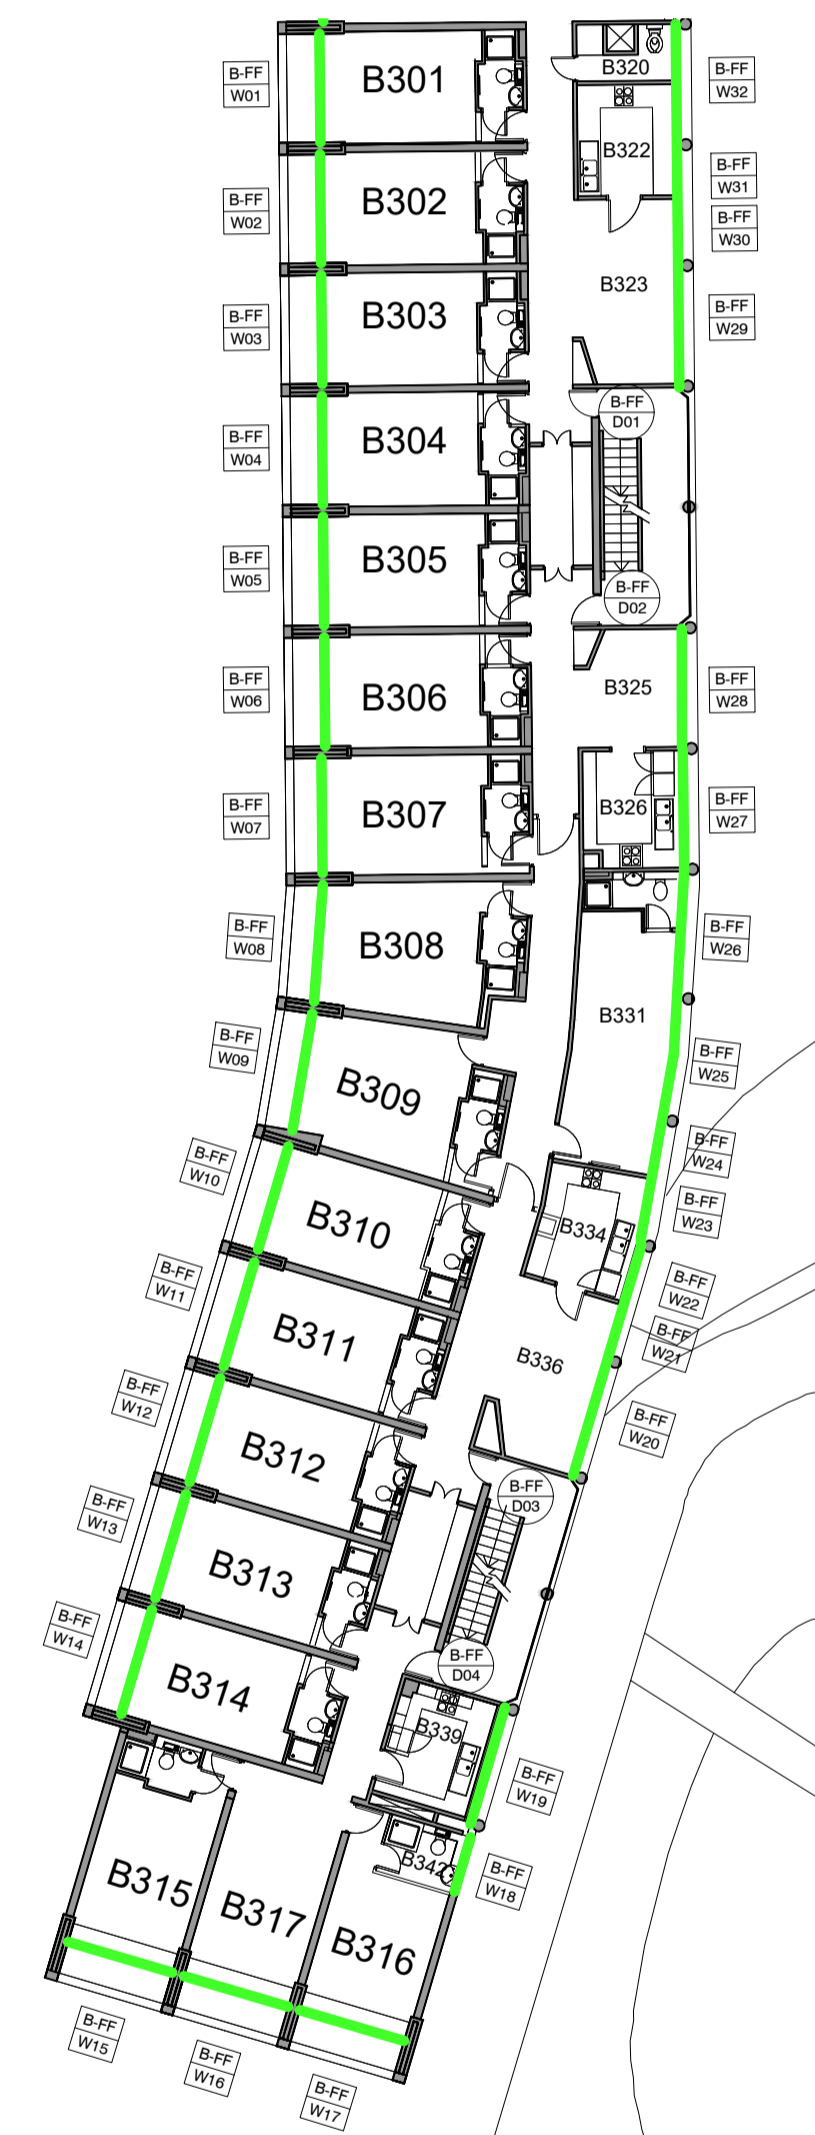 B-FF
W01
B301
B320
B-FF
W32
B322
B-FF
W31
B-FF
W02
B302
B-FF
W30
B323
B-FF
W03
B303
B-FF
W29
B-FF
D01
B-FF
W04
B304
B-FF
W05
B305
B-FF
D02
B-FF
W06
B306
B325
B-FF
W28
B-FF
W07
B307
B326
B-FF
W27
B-FF
W08
B308
B-FF
W26
B331
B-FF
W09
B309
B-FF
W25
B-FF
W10
B-FF
W24
B310
B334
B-FF
W23
B-FF
W11
B311
B-FF
W22
B-FF
W21
B336
B-FF
W12
B312
B-FF
W20
B-FF
D03
B-FF
W13
B313
B-FF
W14
B314
B-FF
D04
B339
B-FF
W19
B315
B317
B316
B342
B-FF
W18
B-FF
W15
B-FF
W16
B-FF
W17